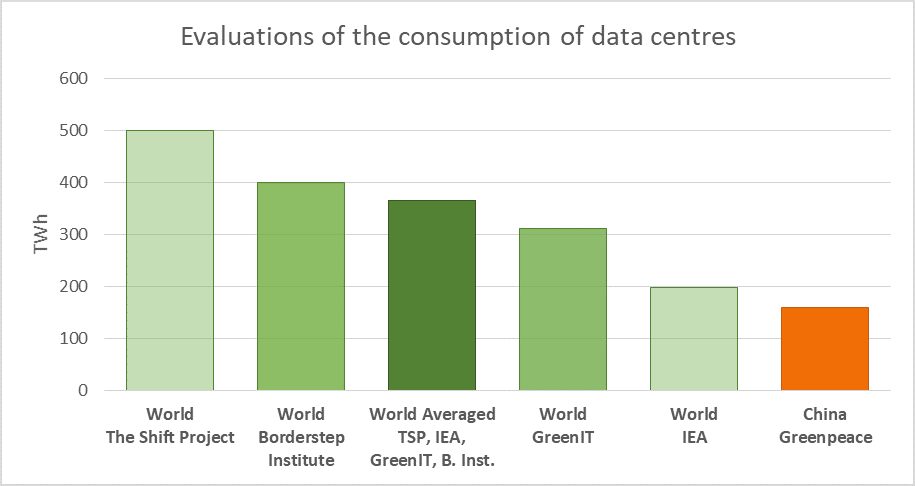 Evaluations of the consumption of data centres
600
500
400
300
200
100
0
TWh
World
The Shift Project
World
Borderstep
Institute
World Averaged
TSP, IEA,
GreenIT, B. Inst.
World
GreenIT
World
IEA
China
Greenpeace